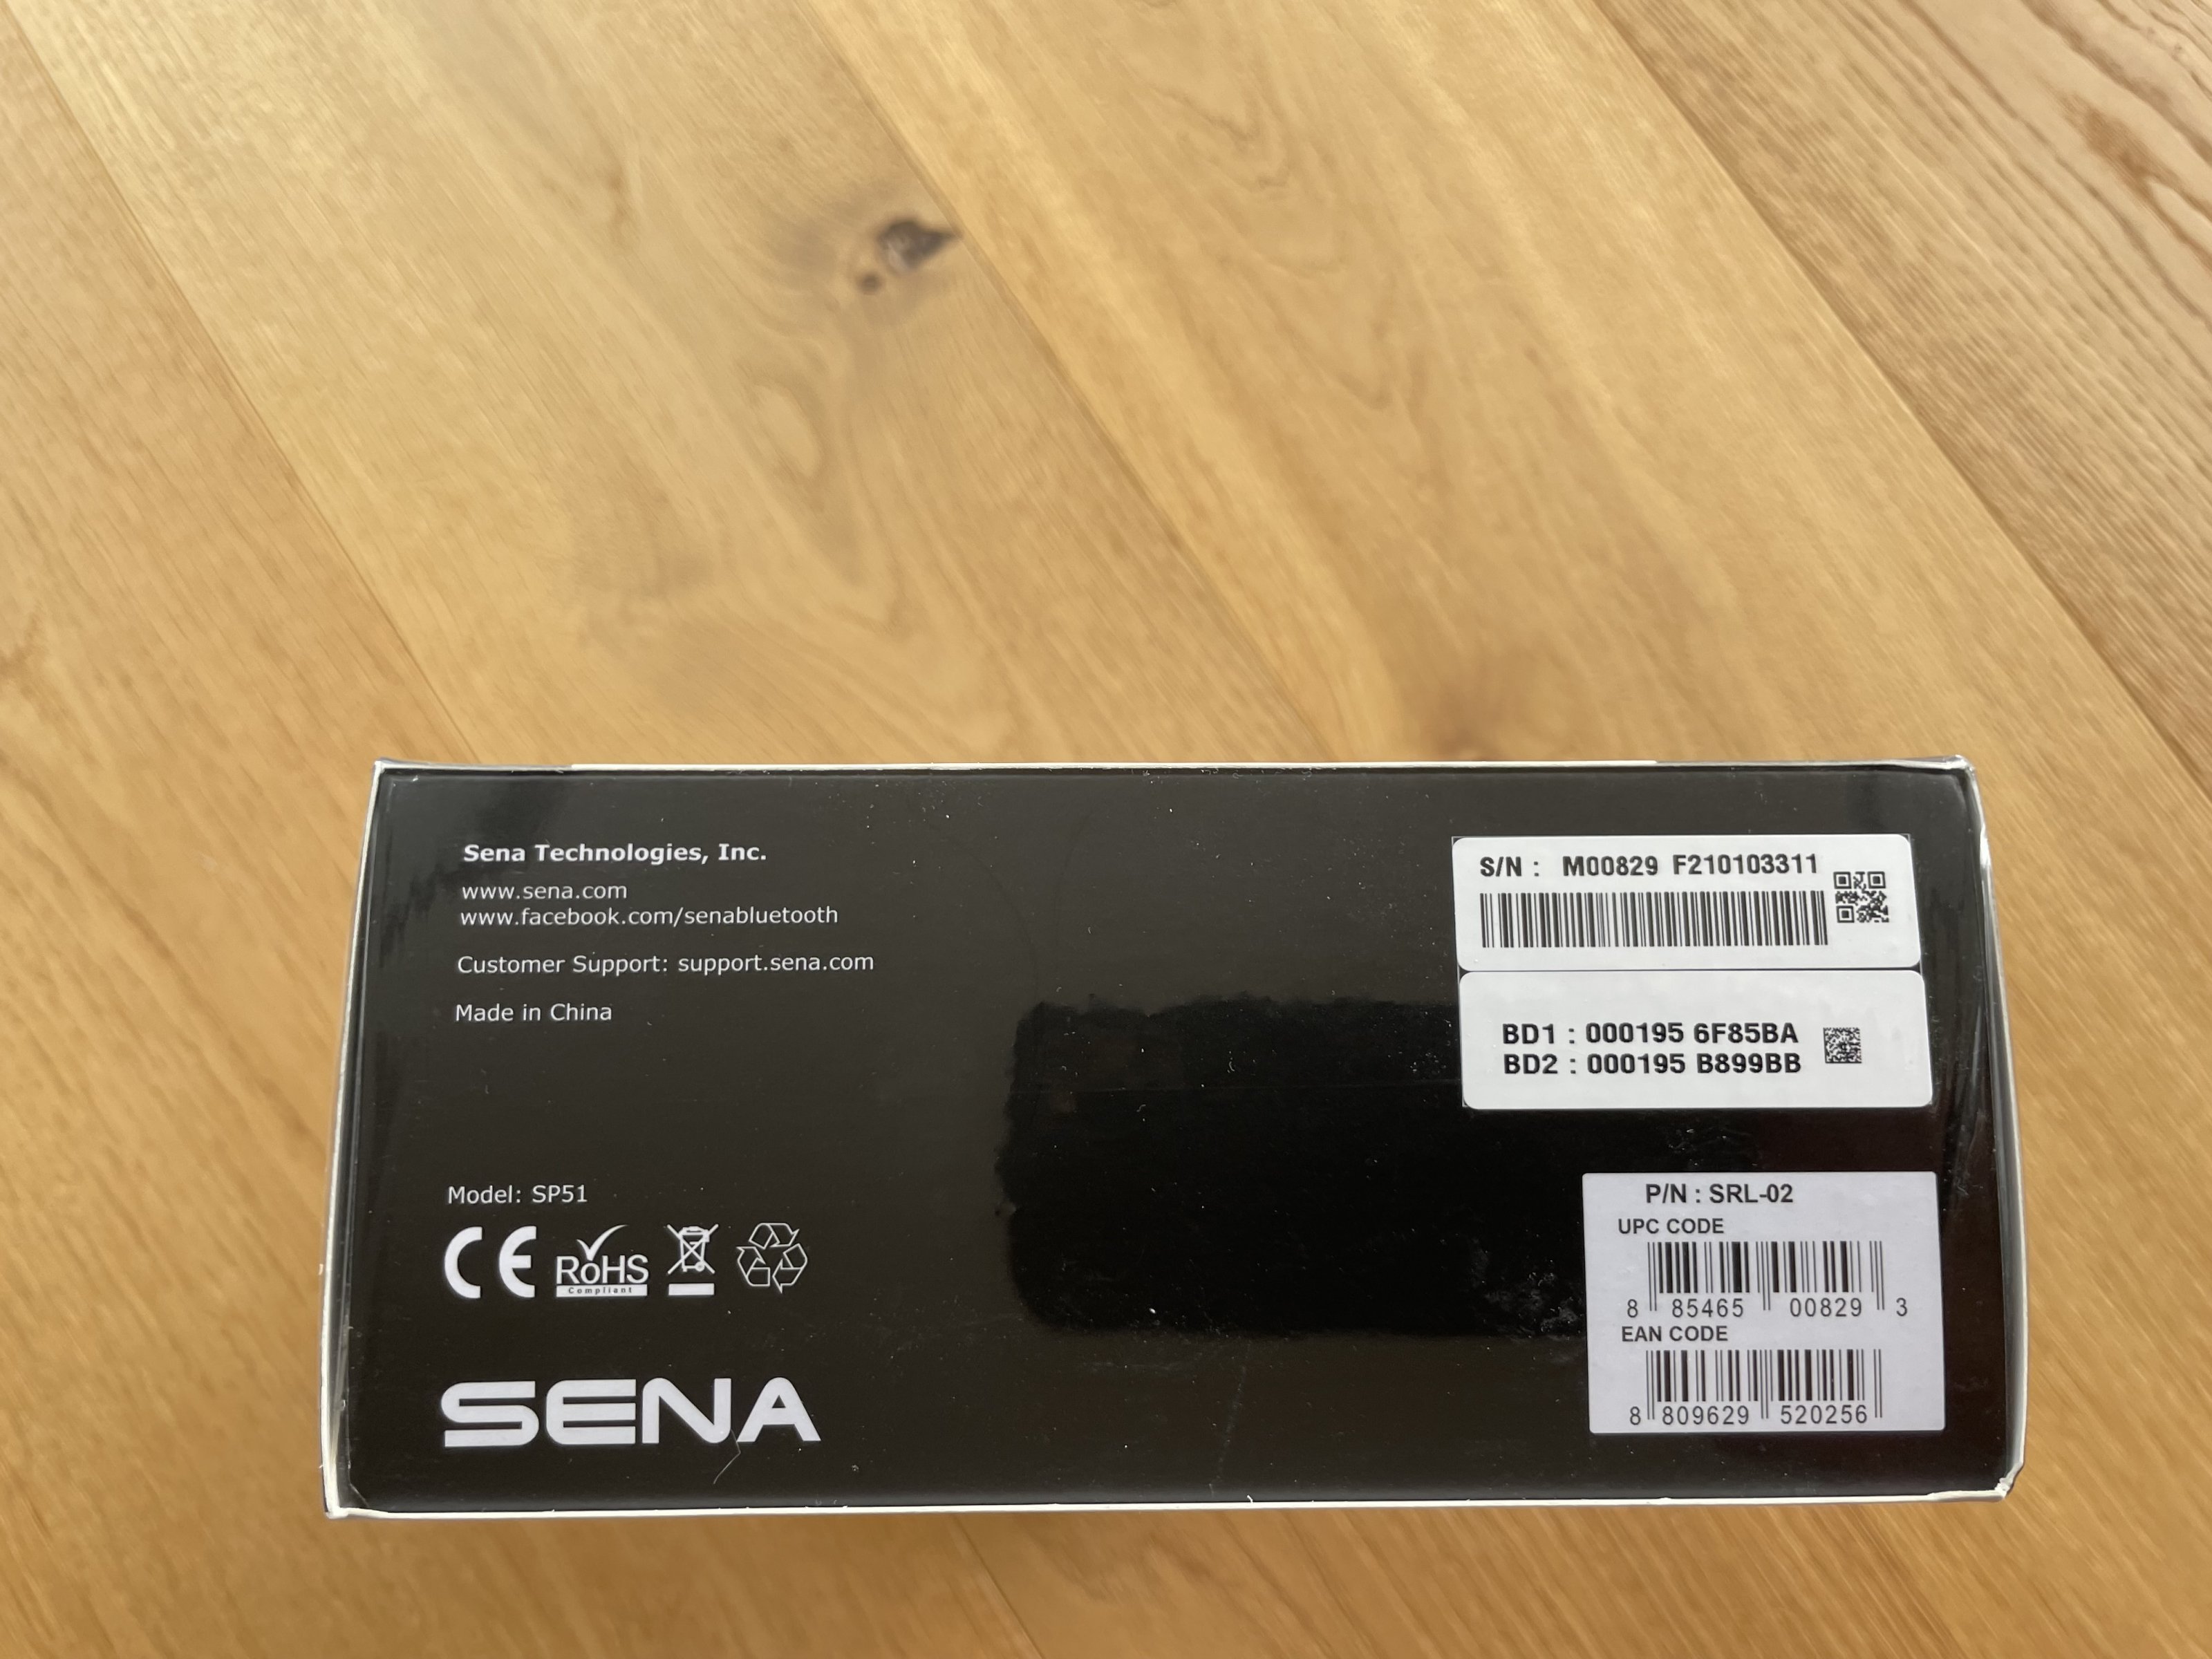 Sena Technologies, Inc.
www.sena.com
www.facebook.com/senabluetooth
Customer Support: support.sena.com
Made in China
Model: SP51
CE
RoHS
Compliant
SENA
S/N : M00829 F210103311
BD1 : 000195 6F85BA
BD2 : 000195 B899BB
P/N : SRL-02
UPC CODE
8 85465 00829 3
EAN CODE
8 809629 520256